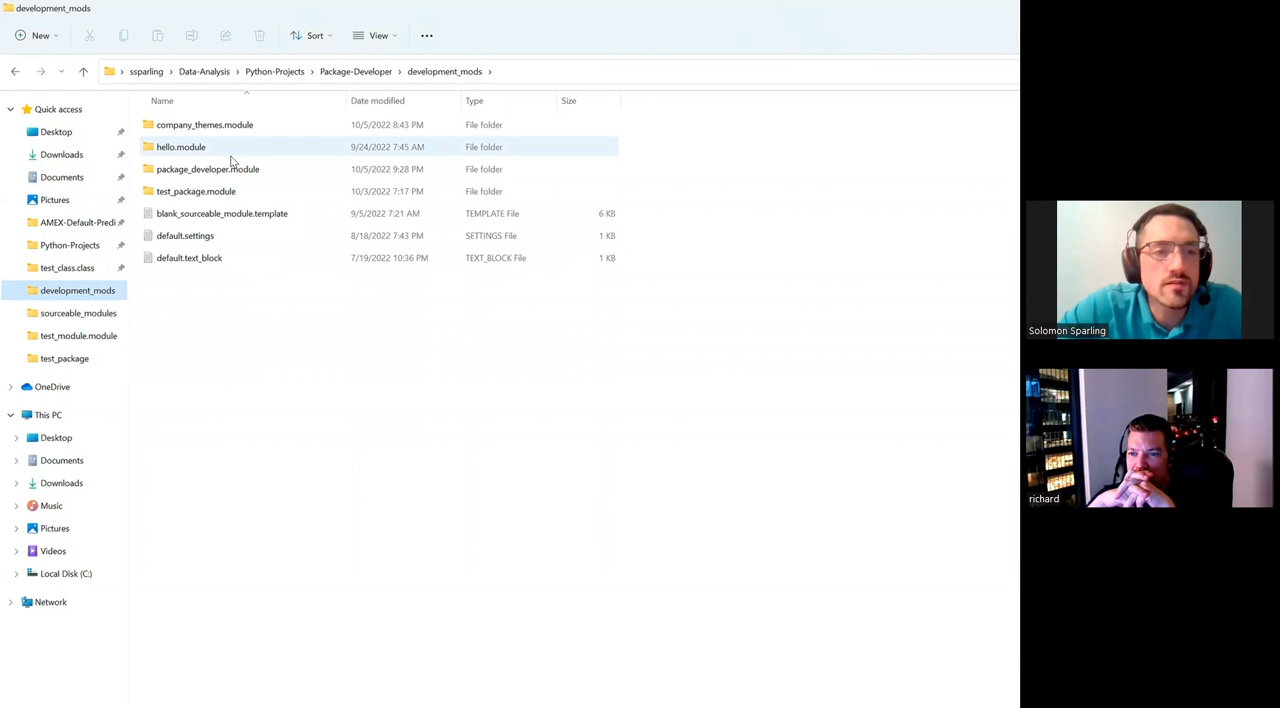 development_mods
New
Sort
View
ssparling > Data-Analysis > Python-Projects > Package-Developer > development_mods >
Name Date modified Type Size
company_themes.module 10/5/2022 8:43 PM File folder
hello.module 9/24/2022 7:45 AM File folder
package_developer.module 10/5/2022 9:28 PM File folder
test_package.module 10/3/2022 7:17 PM File folder
blank_sourceable_module.template 9/5/2022 7:21 AM TEMPLATE File 6 KB
default.settings 8/18/2022 7:43 PM SETTINGS File 1 KB
default.text_block 7/19/2022 10:36 PM TEXT_BLOCK File 1 KB
Quick access
Desktop
Downloads
Documents
Pictures
AMEX-Default-Predi
Python-Projects
test_class.class
development_mods
sourceable_modules
test_module.module
test_package
OneDrive
This PC
Desktop
Documents
Downloads
Music
Pictures
Videos
Local Disk (C:)
Network
Solomon Sparling
richard